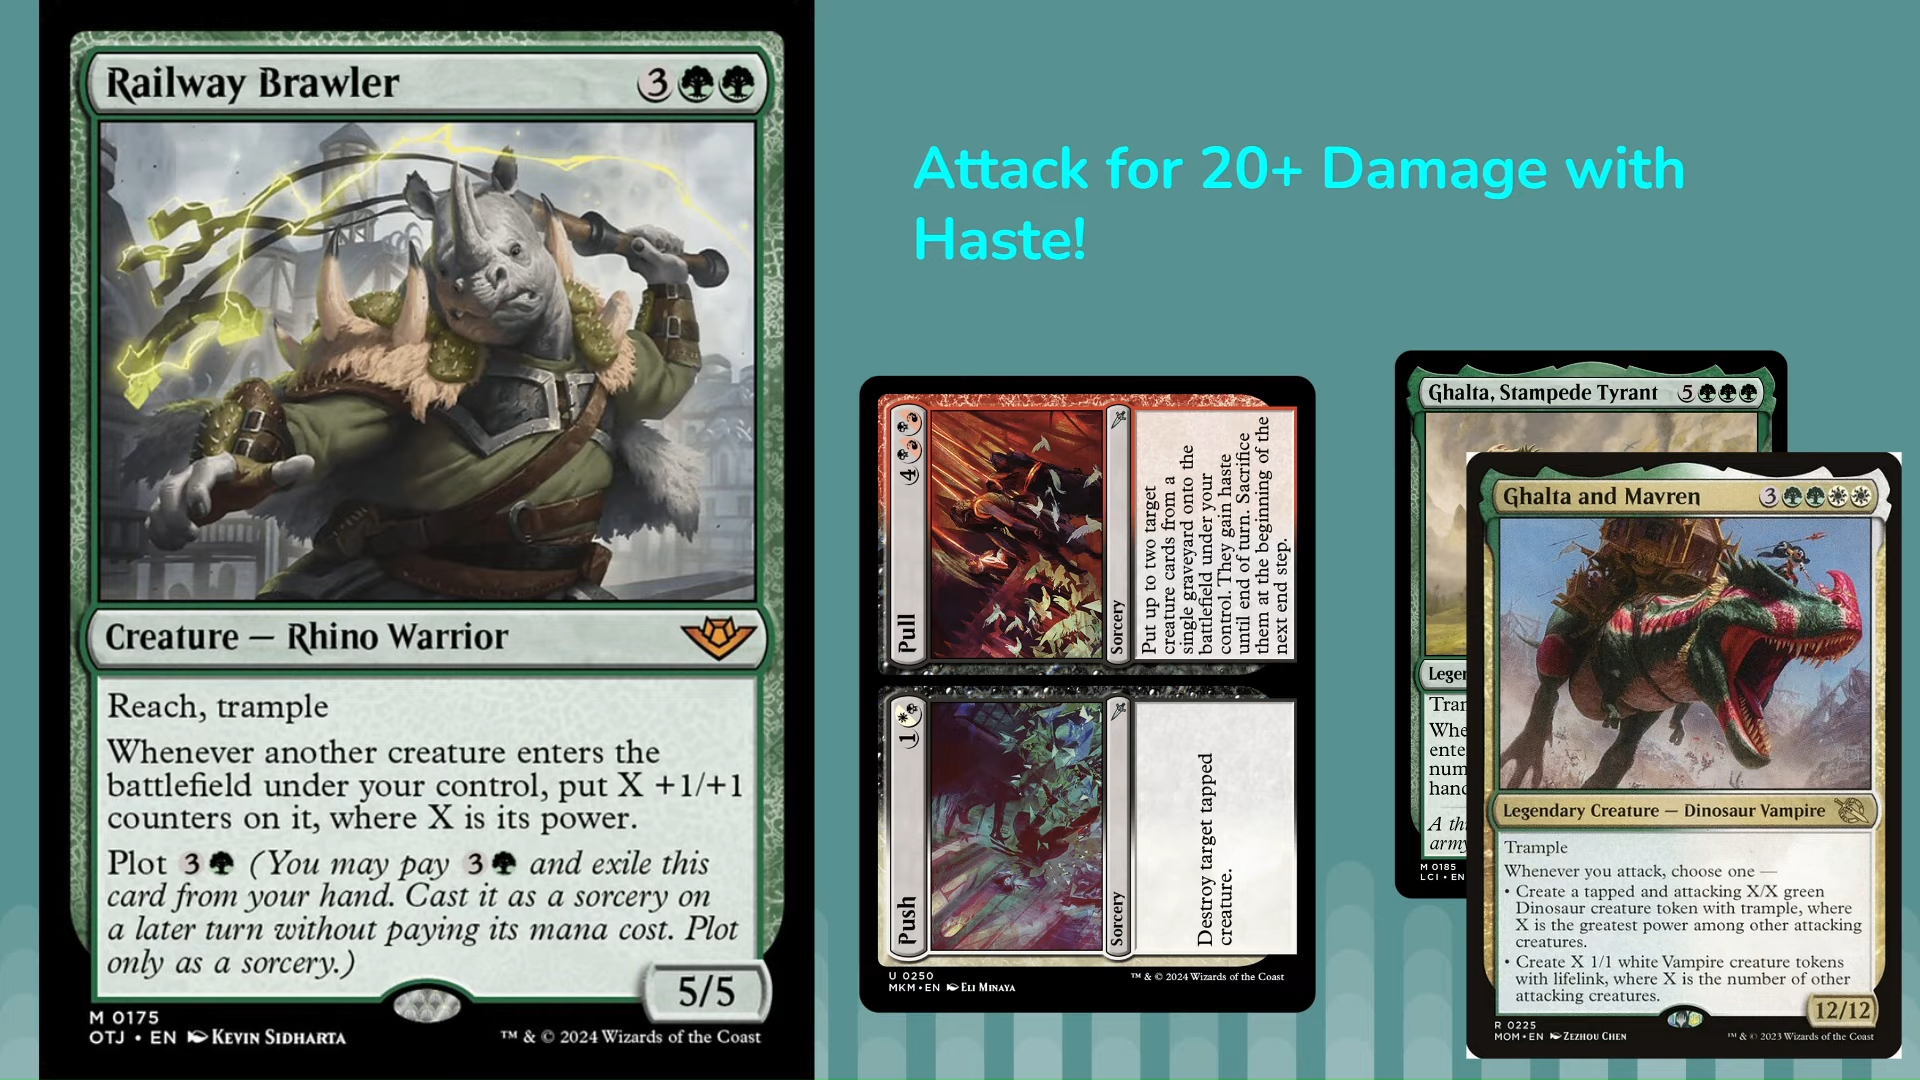 Railway Brawler 3
Creature — Rhino Warrior
Reach, trample
Whenever another creature enters the
battlefield under your control, put X +1/+1
counters on it, where X is its power.
Plot 3 (You may pay 3 and exile this
card from your hand. Cast it as a sorcery on
a later turn without paying its mana cost. Plot
only as a sorcery.)
5/5
M 0175
OTJ • EN KEVIN SIDHARTA
™ & © 2024 Wizards of the Coast
Attack for 20+ Damage with
Haste!
Pull 4
Sorcery
Put up to two target
creature cards from a
single graveyard onto the
battlefield under your
control. They gain haste
until end of turn. Sacrifice
them at the beginning of the
next end step.
Push 1
Sorcery
Destroy target tapped
creature.
U 0250
MKM • EN ELI MINAYA
™ & © 2024 Wizards of the Coast
Ghalta, Stampede Tyrant 5
Legen
Tram
Whe
ente
num
hand
A th
army
M 0185
LCI • EN
Ghalta and Mavren 3
Legendary Creature — Dinosaur Vampire
Trample
Whenever you attack, choose one —
• Create a tapped and attacking X/X green
Dinosaur creature token with trample, where
X is the greatest power among other attacking
creatures.
• Create X 1/1 white Vampire creature tokens
with lifelink, where X is the number of other
attacking creatures.
12/12
R 0225
MOM • EN ZEZHOU CHEN
™ & © 2023 Wizards of the Coast